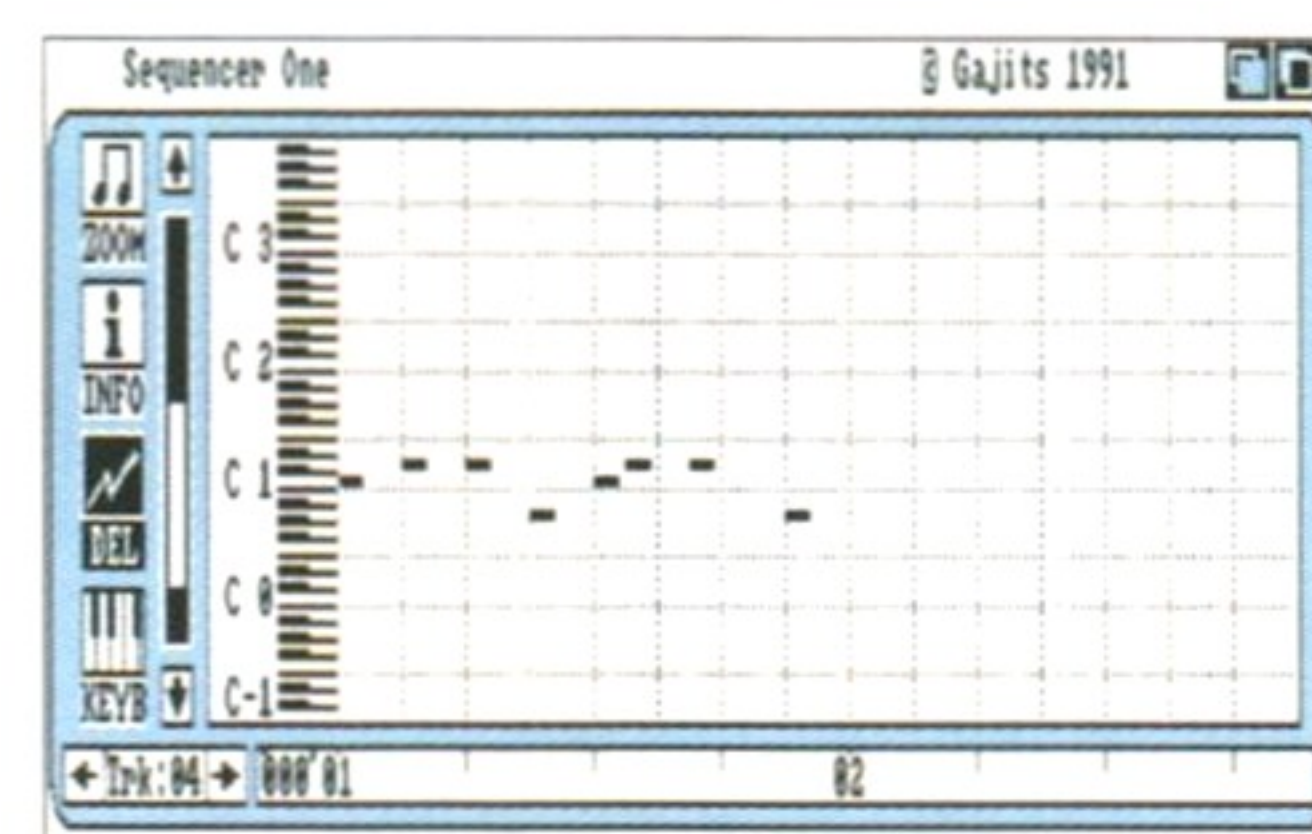 Sequencer One
© Gajits 1991
ZOOM
INFO
DEL
KEYB
C 3
C 2
C 1
C 0
C-1
Trk:04
000'01
02